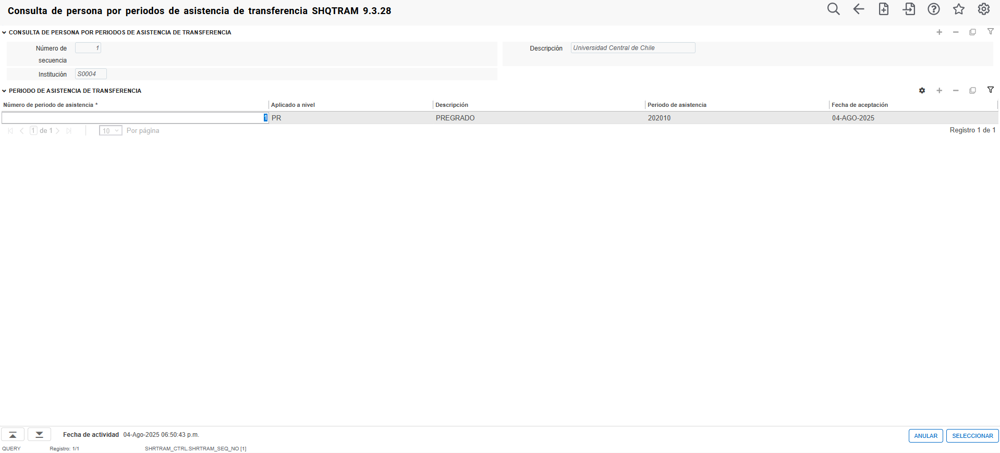 Consulta de persona por periodos de asistencia de transferencia SHQTRAM 9.3.28
CONSULTA DE PERSONA POR PERIODOS DE ASISTENCIA DE TRANSFERENCIA
Número de secuencia 1 Descripción Universidad Central de Chile
Institución S0004
PERIODO DE ASISTENCIA DE TRANSFERENCIA
Número de periodo de asistencia * Aplicado a nivel Descripción Periodo de asistencia Fecha de aceptación
1 PR PREGRADO 202010 04-AGO-2025
1 de 1 10 Por página Registro 1 de 1
Fecha de actividad 04-Ago-2025 06:50:43 p.m. ANULAR SELECCIONAR
QUERY Registro: 1/1 SHRTRAM_CTRL.SHRTRAM_SEQ_NO [1]